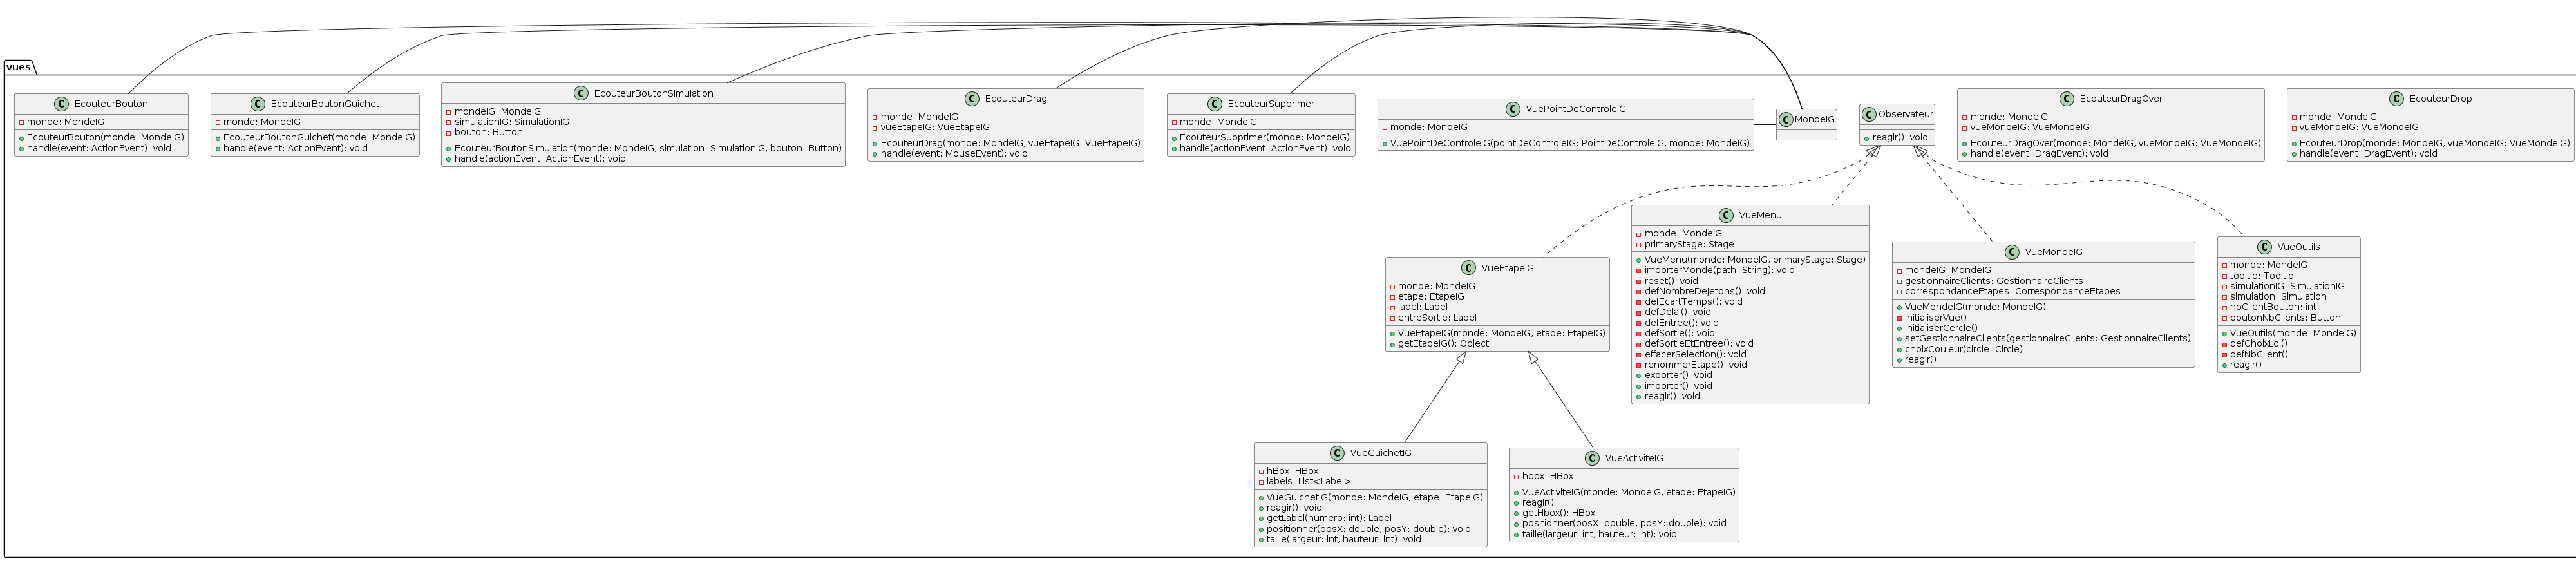 vues
C EcouteurBouton
monde: MondeIG
EcouteurBouton(monde: MondeIG)
handle(event: ActionEvent): void
C EcouteurBoutonGuichet
monde: MondeIG
EcouteurBoutonGuichet(monde: MondeIG)
handle(event: ActionEvent): void
C EcouteurBoutonSimulation
mondeIG: MondeIG
simulationIG: SimulationIG
bouton: Button
EcouteurBoutonSimulation(monde: MondeIG, simulation: SimulationIG, bouton: Button)
handle(actionEvent: ActionEvent): void
C EcouteurDrag
monde: MondeIG
vueEtapeIG: VueEtapeIG
EcouteurDrag(monde: MondeIG, vueEtapeIG: VueEtapeIG)
handle(event: MouseEvent): void
C EcouteurSupprimer
monde: MondeIG
EcouteurSupprimer(monde: MondeIG)
handle(actionEvent: ActionEvent): void
C VuePointDeControleIG
monde: MondeIG
VuePointDeControleIG(pointDeControleIG: PointDeControleIG, monde: MondeIG)
C MondeIG
C Observateur
reagir(): void
C EcouteurDragOver
monde: MondeIG
vueMondeIG: VueMondeIG
EcouteurDragOver(monde: MondeIG, vueMondeIG: VueMondeIG)
handle(event: DragEvent): void
C EcouteurDrop
monde: MondeIG
vueMondeIG: VueMondeIG
EcouteurDrop(monde: MondeIG, vueMondeIG: VueMondeIG)
handle(event: DragEvent): void
C VueEtapeIG
monde: MondeIG
etape: EtapeIG
label: Label
entreSortie: Label
VueEtapeIG(monde: MondeIG, etape: EtapeIG)
getEtapeIG(): Object
C VueMenu
monde: MondeIG
primaryStage: Stage
VueMenu(monde: MondeIG, primaryStage: Stage)
importerMonde(path: String): void
reset(): void
defNombreDeJetons(): void
defEcartTemps(): void
defDelai(): void
defEntree(): void
defSortie(): void
defSortieEtEntree(): void
effacerSelection(): void
renommerEtape(): void
exporter(): void
importer(): void
reagir(): void
C VueMondeIG
mondeIG: MondeIG
gestionnaireClients: GestionnaireClients
correspondanceEtapes: CorrespondanceEtapes
VueMondeIG(monde: MondeIG)
initialiserVue()
initialiserCercle()
setGestionnaireClients(gestionnaireClients: GestionnaireClients)
choixCouleur(circle: Circle)
reagir()
C VueOutils
monde: MondeIG
tooltip: Tooltip
simulationIG: SimulationIG
simulation: Simulation
nbClientBouton: int
boutonNbClients: Button
VueOutils(monde: MondeIG)
defChoixLoi()
defNbClient()
reagir()
C VueGuichetIG
hBox: HBox
labels: List<Label>
VueGuichetIG(monde: MondeIG, etape: EtapeIG)
reagir(): void
getLabel(numero: int): Label
positionner(posX: double, posY: double): void
taille(largeur: int, hauteur: int): void
C VueActiviteIG
hbox: HBox
VueActiviteIG(monde: MondeIG, etape: EtapeIG)
reagir()
getHbox(): HBox
positionner(posX: double, posY: double): void
taille(largeur: int, hauteur: int): void